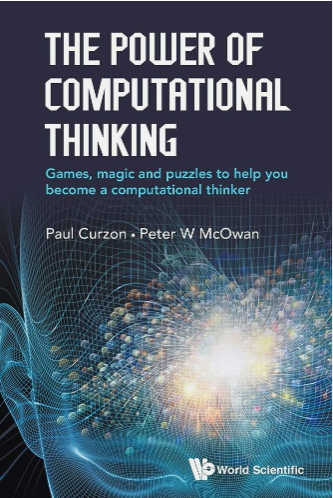 THE POWER OF
COMPUTATIONAL
THINKING
Games, magic and puzzles to help you
become a computational thinker
Paul Curzon • Peter W McOwan
World Scientific